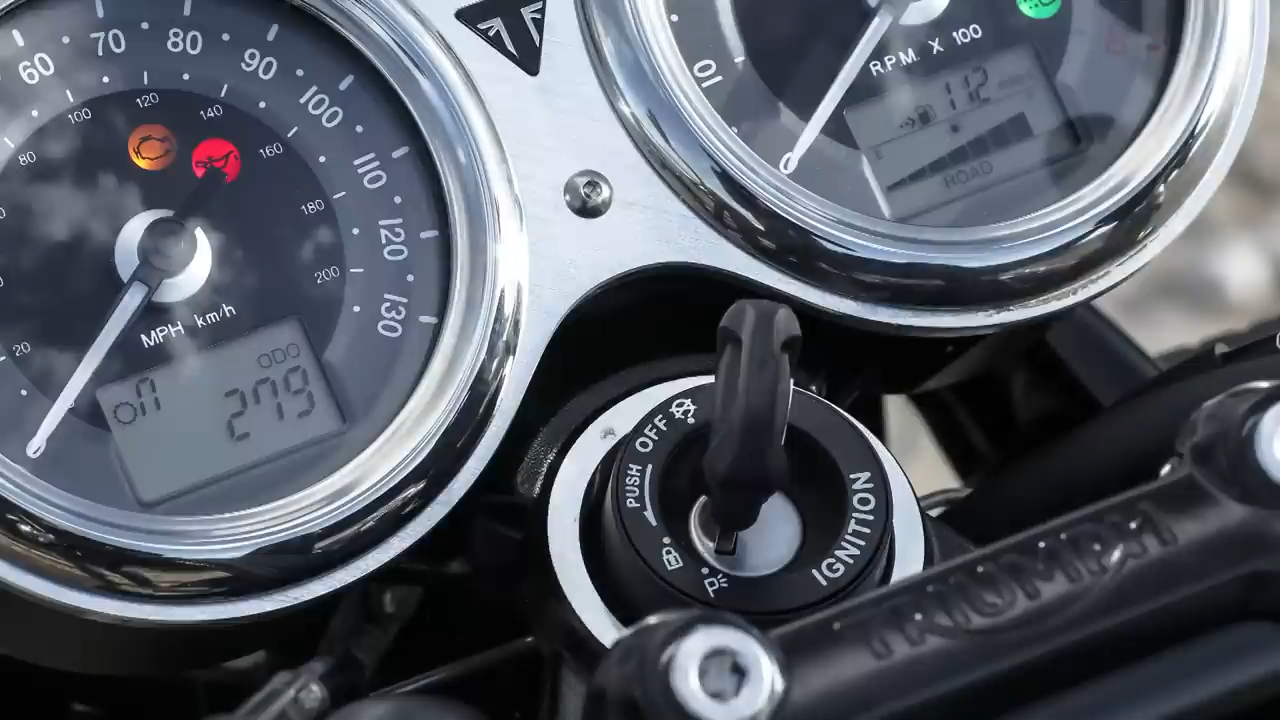 60
70
80
90
100
110
120
130
20
80
100
120
140
160
180
200
MPH km/h
ODO
279
10
R.P.M. X 100
112
E
ROAD
OFF
PUSH
IGNITION
P
TRIUMPH